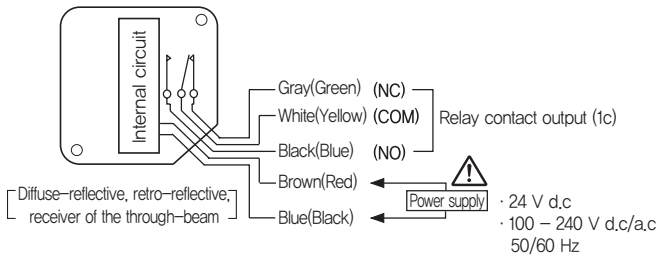 Internal circuit
Gray(Green) (NC)
White(Yellow) (COM)
Relay contact output (1c)
Black(Blue) (NO)
Brown(Red)
Diffuse-reflective, retro-reflective,
receiver of the through-beam
Power supply
· 24 V d.c
· 100 - 240 V d.c/a.c
50/60 Hz
Blue(Black)